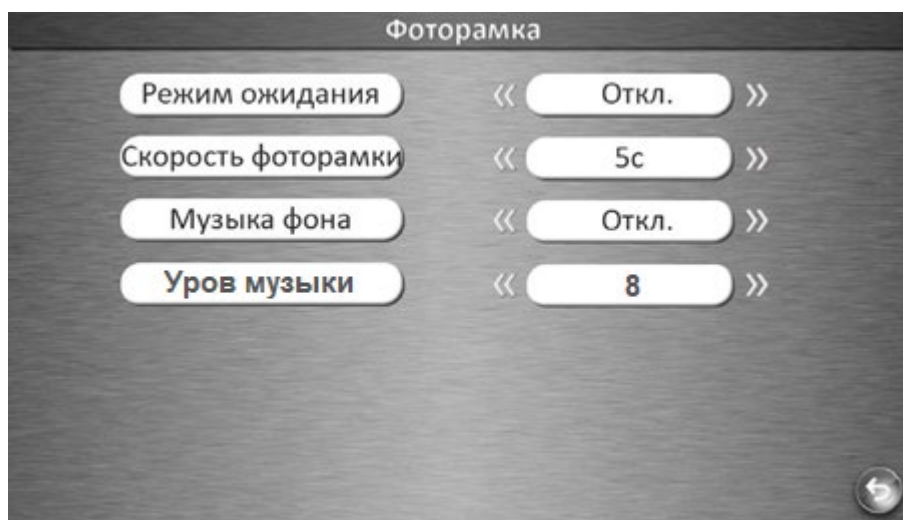 Фоторамка
Режим ожидания « Откл. »
Скорость фоторамки « 5с »
Музыка фона « Откл. »
Уров музыки « 8 »